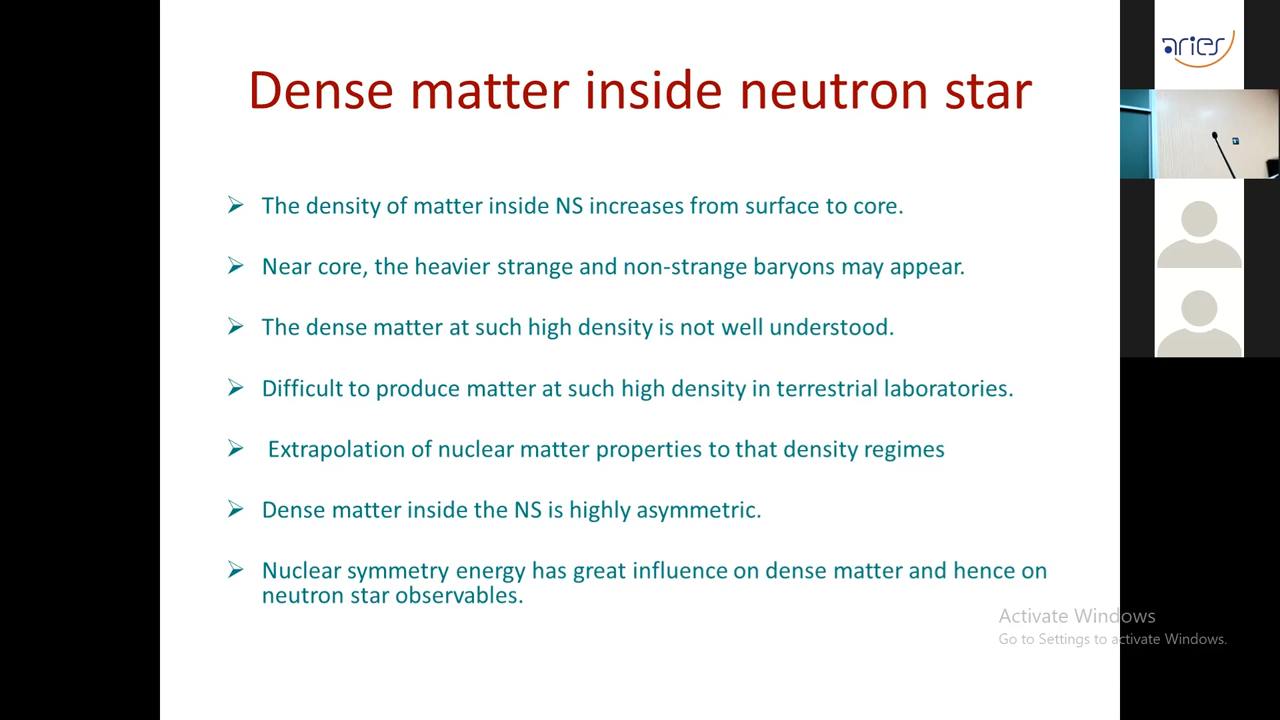 Dense matter inside neutron star
The density of matter inside NS increases from surface to core.
Near core, the heavier strange and non-strange baryons may appear.
The dense matter at such high density is not well understood.
Difficult to produce matter at such high density in terrestrial laboratories.
Extrapolation of nuclear matter properties to that density regimes
Dense matter inside the NS is highly asymmetric.
Nuclear symmetry energy has great influence on dense matter and hence on
neutron star observables.
Activate Windows
Go to Settings to activate Windows.
aries